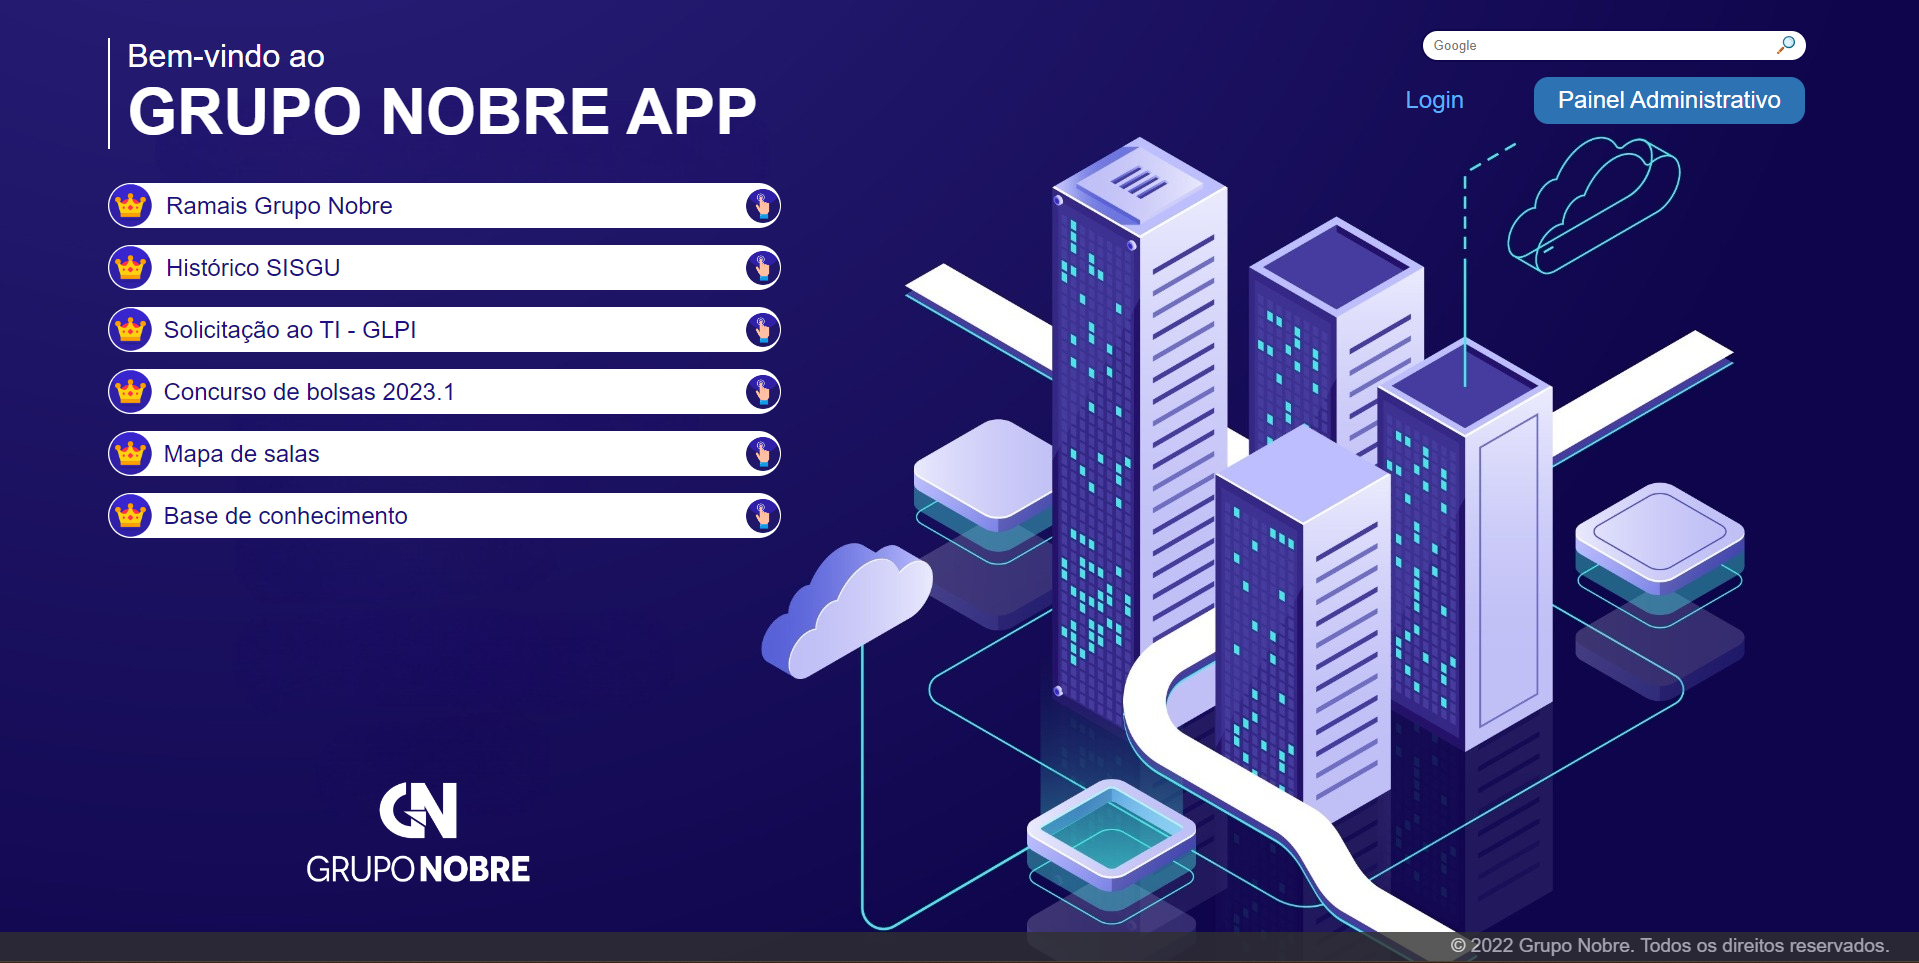 Bem-vindo ao
GRUPO NOBRE APP
Google
Login
Painel Administrativo
Ramais Grupo Nobre
Histórico SISGU
Solicitação ao TI - GLPI
Concurso de bolsas 2023.1
Mapa de salas
Base de conhecimento
GN
GRUPO NOBRE
© 2022 Grupo Nobre. Todos os direitos reservados.